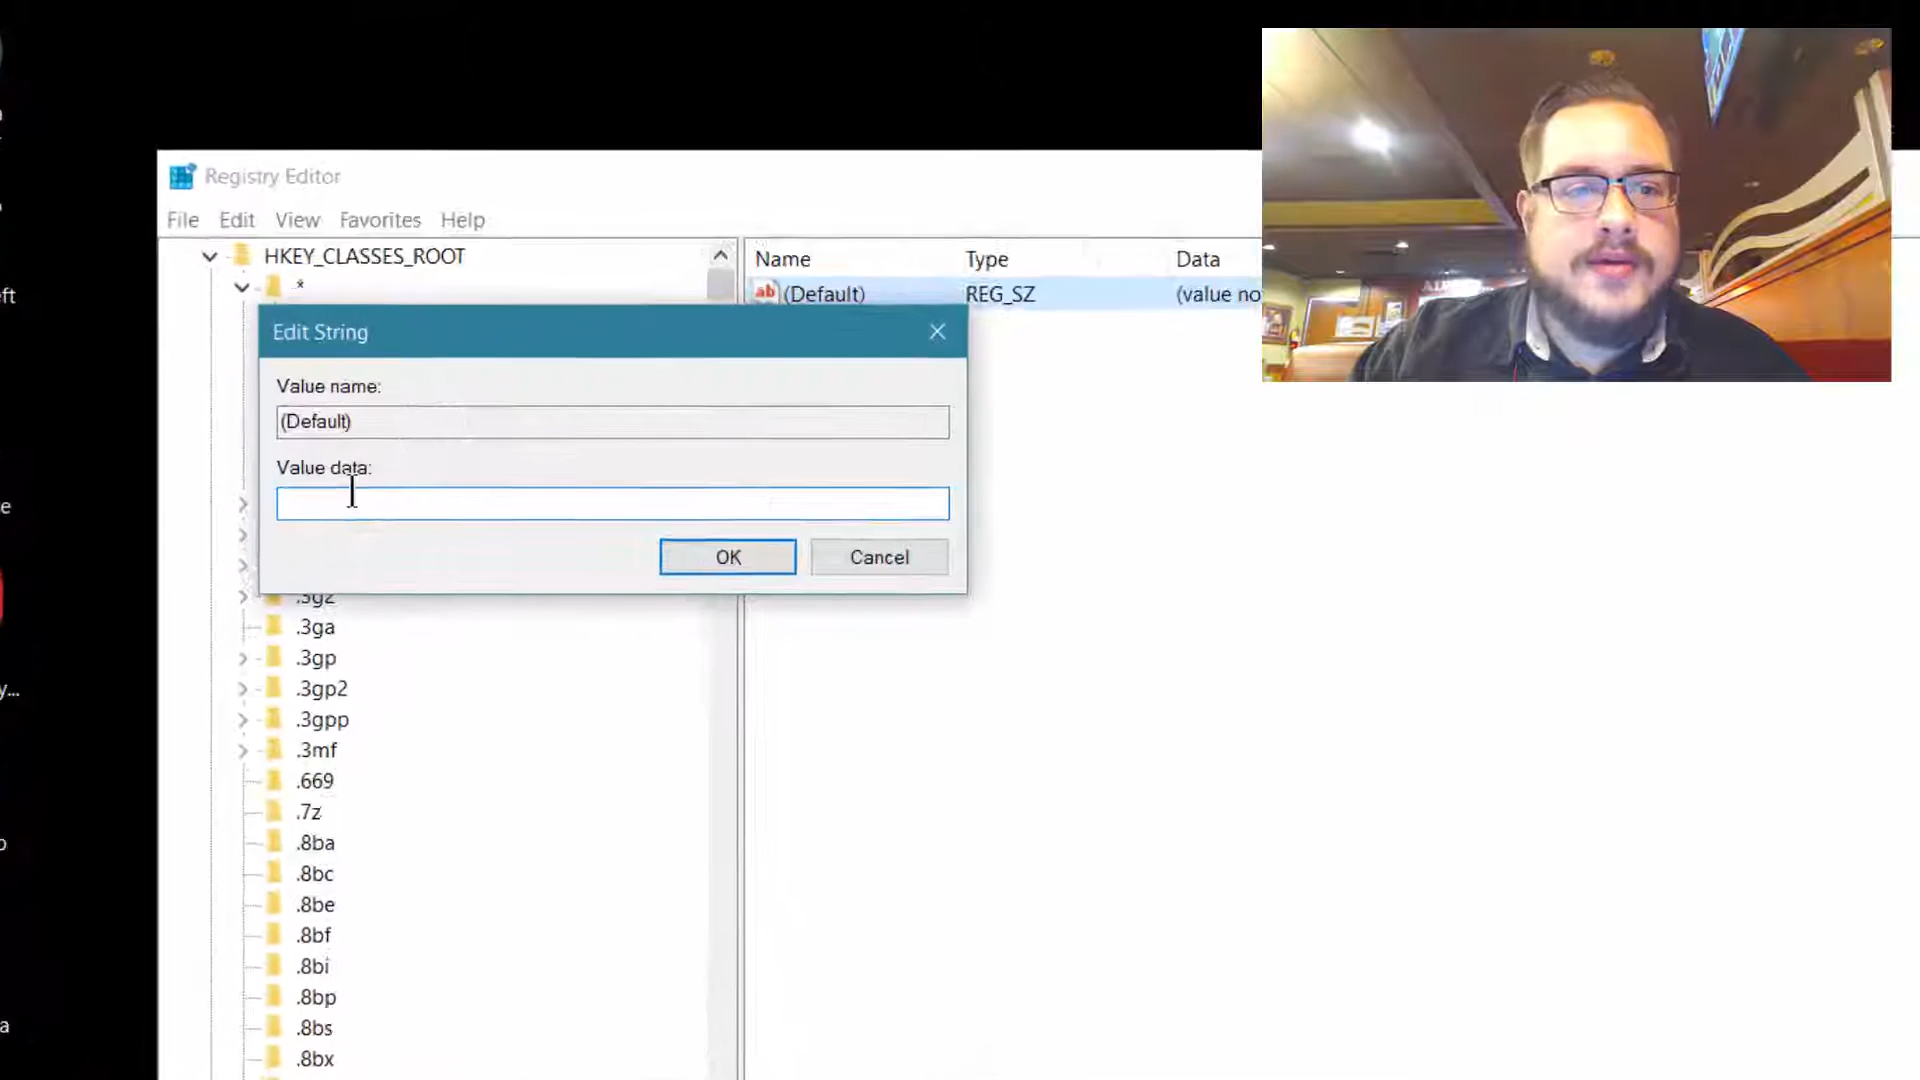 Registry Editor
File Edit View Favorites Help
HKEY_CLASSES_ROOT
*
Name Type Data
(Default) REG_SZ (value no
Edit String
Value name:
(Default)
Value data:
OK Cancel
.3g2
.3ga
.3gp
.3gp2
.3gpp
.3mf
.669
.7z
.8ba
.8bc
.8be
.8bf
.8bi
.8bp
.8bs
.8bx
ft
e
y...
a